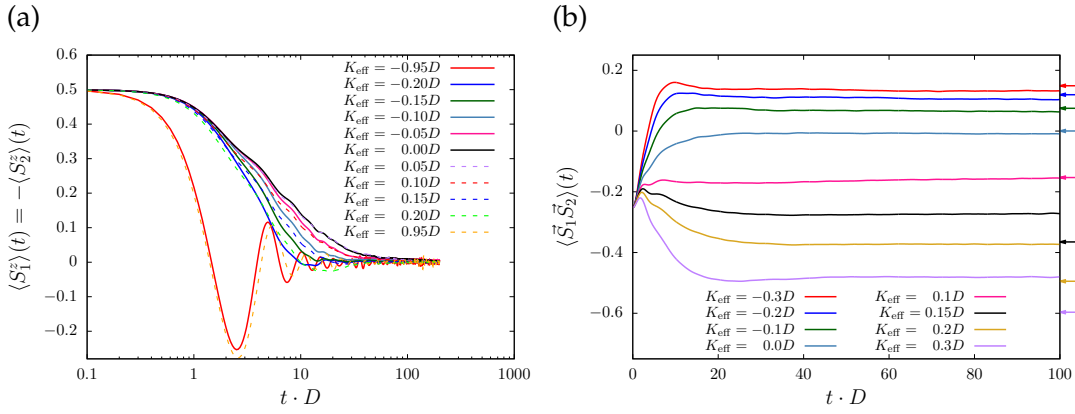 (a)
(b)
⟨S₁ᶻ⟩(t) = −⟨S₂ᶻ⟩(t)
0.6
0.5
0.4
0.3
0.2
0.1
0
−0.1
−0.2
0.1
1
10
100
1000
t · D
K_eff = −0.95D
K_eff = −0.20D
K_eff = −0.15D
K_eff = −0.10D
K_eff = −0.05D
K_eff = 0.00D
K_eff = 0.05D
K_eff = 0.10D
K_eff = 0.15D
K_eff = 0.20D
K_eff = 0.95D
⟨S⃗₁S⃗₂⟩(t)
0.2
0
−0.2
−0.4
−0.6
0
20
40
60
80
100
t · D
K_eff = −0.3D
K_eff = −0.2D
K_eff = −0.1D
K_eff = 0.0D
K_eff = 0.1D
K_eff = 0.15D
K_eff = 0.2D
K_eff = 0.3D